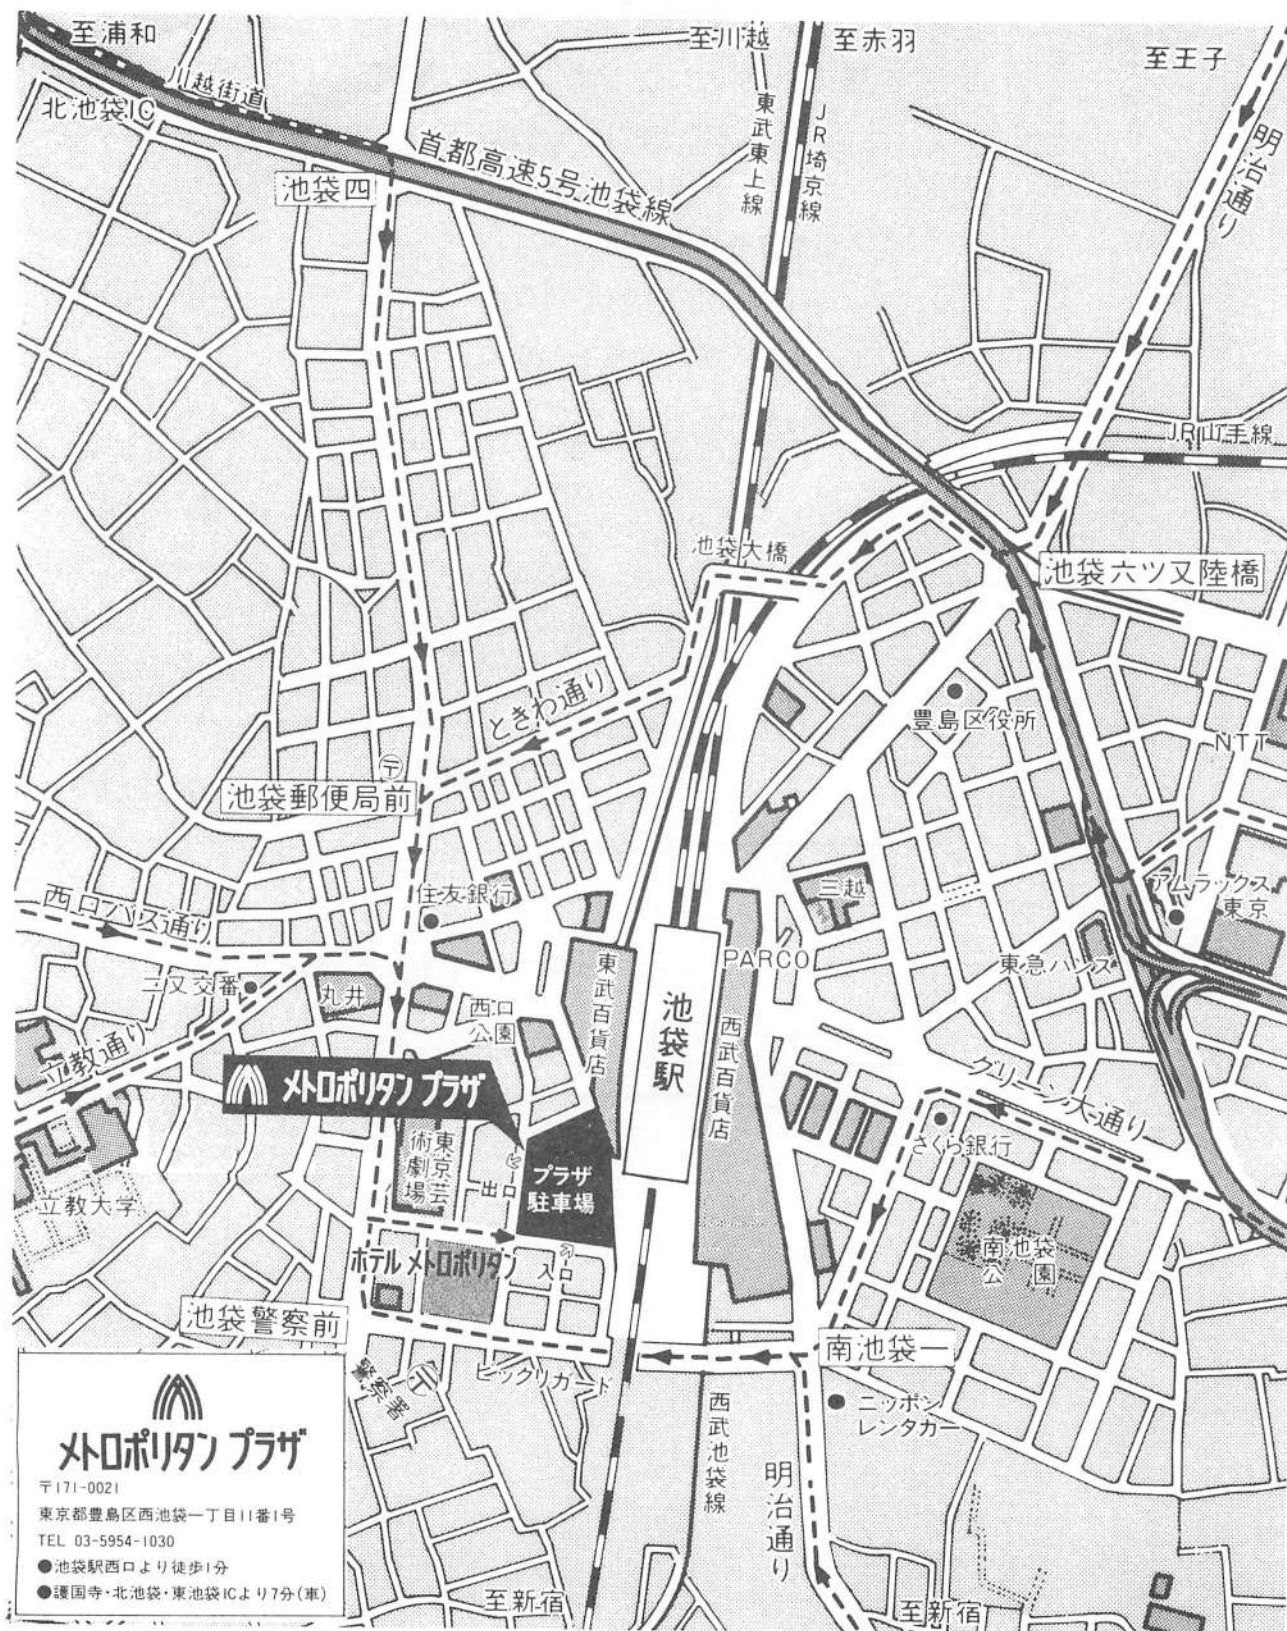 至浦和
至川越
至赤羽
至王子
川越街道
北池袋IC
東武東上線
JR埼京線
明治通り
首都高速5号池袋線
池袋四
JR山手線
池袋大橋
池袋六ツ又陸橋
ときわ通り
豊島区役所
NTT
〒
池袋郵便局前
西口バス通り
住友銀行
三越
アムラックス
東京
二又交番
丸井
西口
公園
東武百貨店
池袋駅
PARCO
西武百貨店
東急ハンズ
立教通り
メトロポリタン プラザ
グリーン大通り
さくら銀行
東京芸
術劇場
出口
プラザ
駐車場
立教大学
ホテル メトロポリタン
入口
南池袋
公園
池袋警察前
南池袋一
警察署
〒
ビックリガード
ニッポン
レンタカー
西武池袋線
明治通り
至新宿
至新宿
メトロポリタン プラザ
〒171-0021
東京都豊島区西池袋一丁目11番1号
TEL 03-5954-1030
●池袋駅西口より徒歩1分
●護国寺・北池袋・東池袋ICより7分(車)